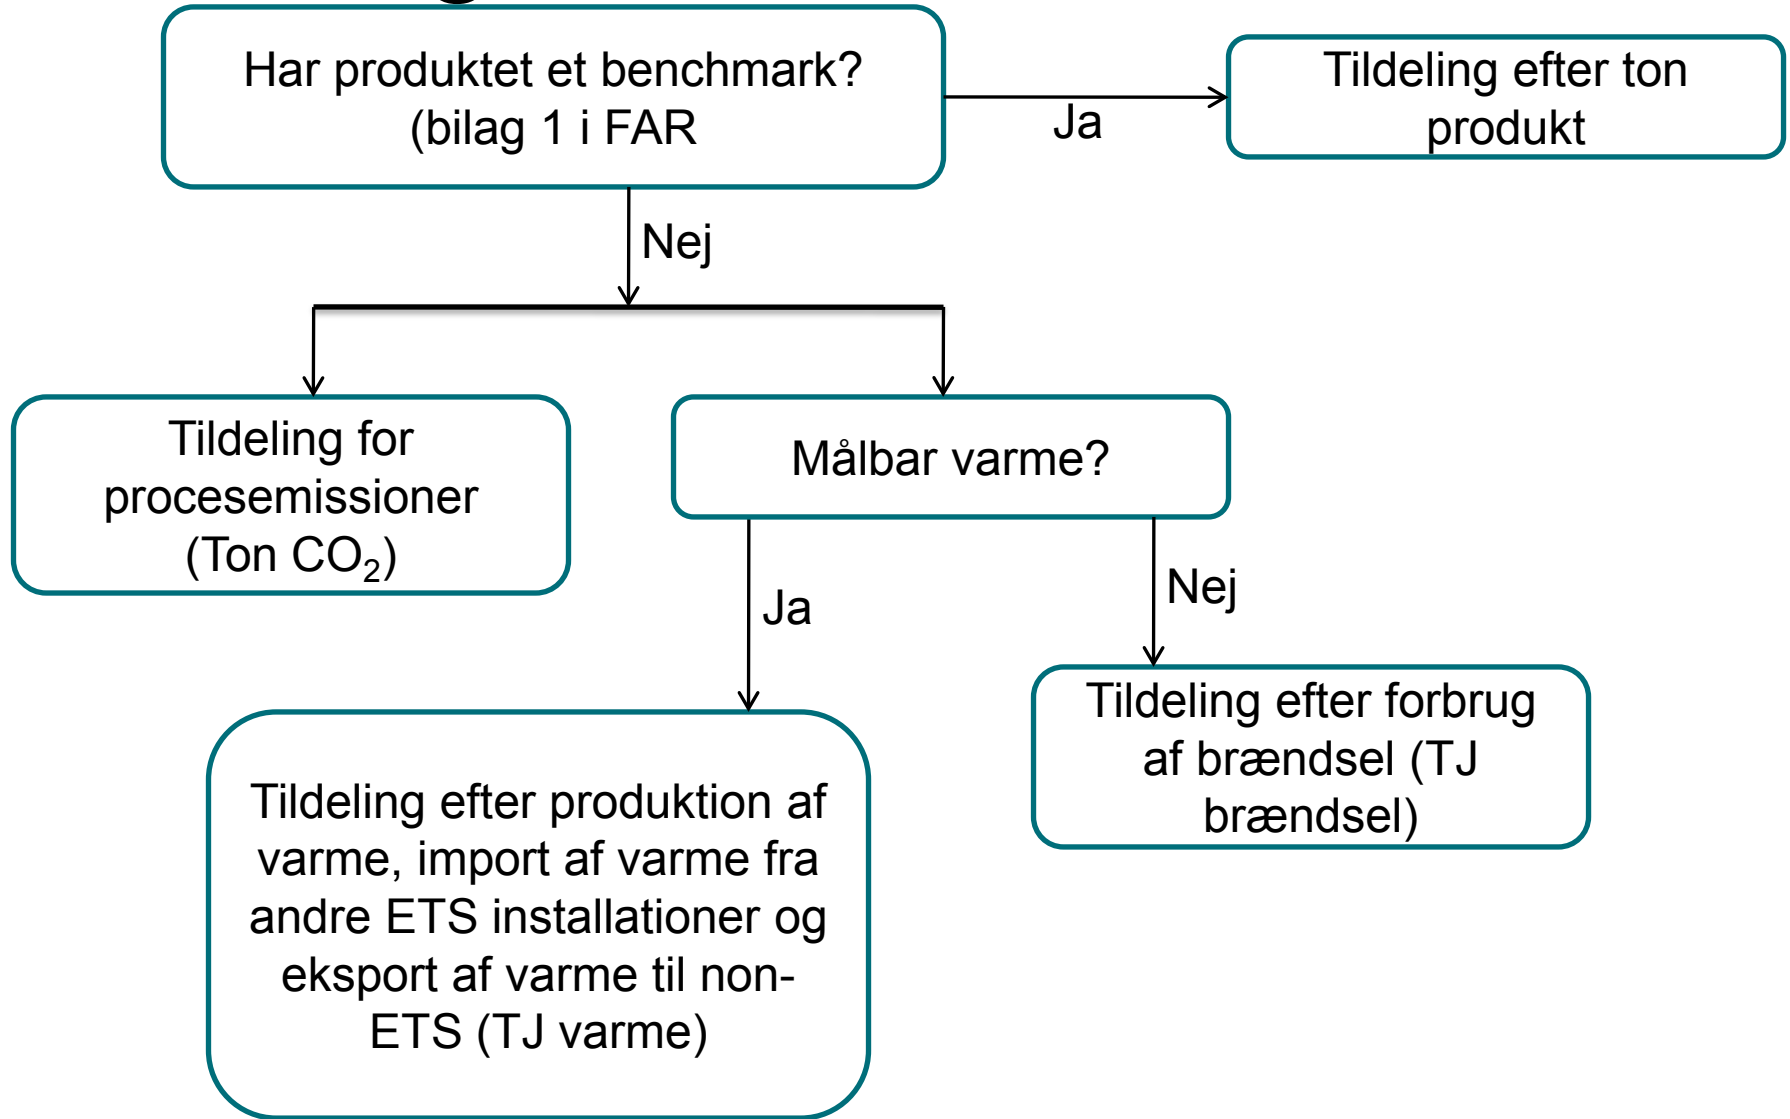 Har produktet et benchmark?
(bilag 1 i FAR
Ja
Tildeling efter ton
produkt
Nej
Tildeling for
procesemissioner
(Ton CO₂)
Målbar varme?
Ja
Nej
Tildeling efter forbrug
af brændsel (TJ
brændsel)
Tildeling efter produktion af
varme, import af varme fra
andre ETS installationer og
eksport af varme til non-
ETS (TJ varme)